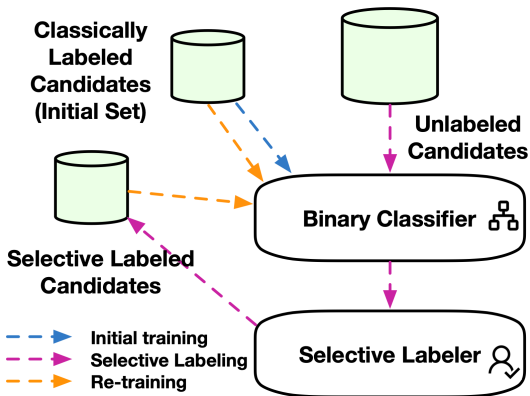 Classically
Labeled
Candidates
(Initial Set)
Unlabeled
Candidates
Binary Classifier
Selective Labeled
Candidates
Selective Labeler
Initial training
Selective Labeling
Re-training